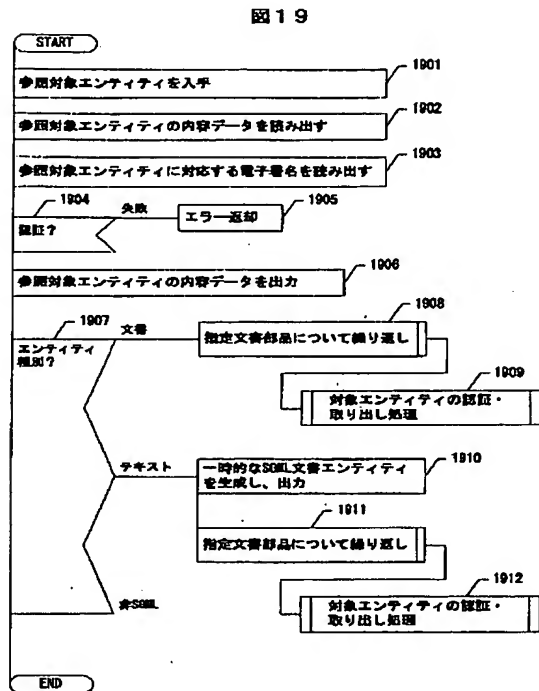 図19
START
1901
参照対象エンティティを入手
1902
参照対象エンティティの内容データを読み出す
1903
参照対象エンティティに対応する電子署名を読み出す
1904
失敗
1905
認証?
エラー返却
1906
参照対象エンティティの内容データを出力
1907
文書
1908
エンティティ
種別?
指定文書部品について繰り返し
1909
対象エンティティの認証・
取り出し処理
テキスト
一時的なSGML文書エンティティ
を生成し、出力
1910
1911
指定文書部品について繰り返し
1912
非SGML
対象エンティティの認証・
取り出し処理
END